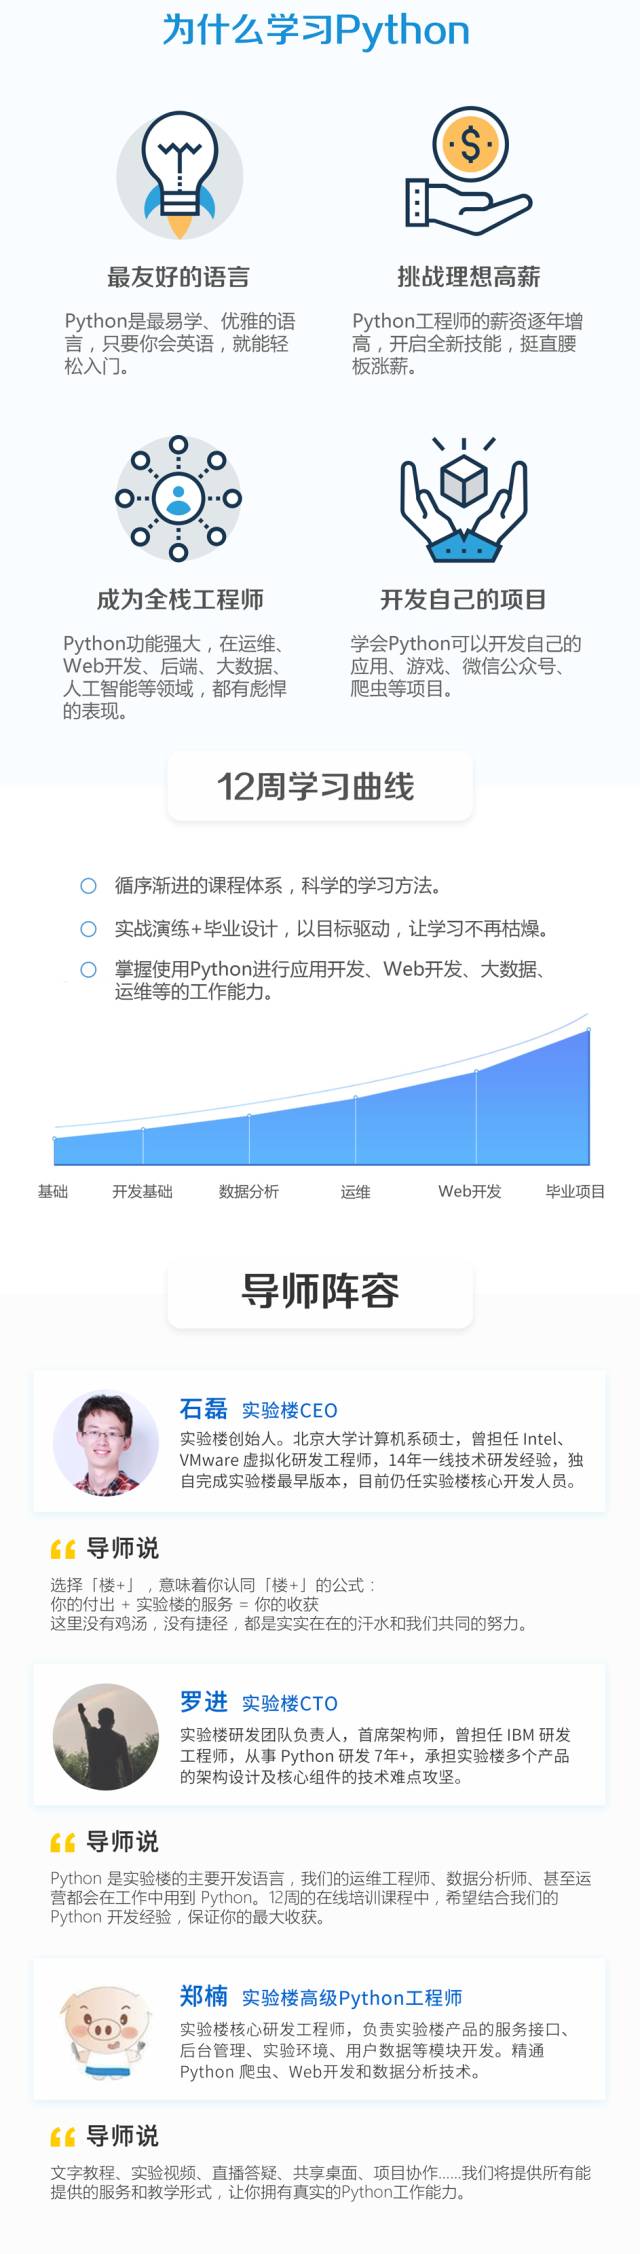 为什么学习Python
最友好的语言
Python是最易学、优雅的语
言，只要你会英语，就能轻
松入门。
挑战理想高薪
Python工程师的薪资逐年增
高，开启全新技能，挺直腰
板涨薪。
成为全栈工程师
Python功能强大，在运维、
Web开发、后端、大数据、
人工智能等领域，都有彪悍
的表现。
开发自己的项目
学会Python可以开发自己的
应用、游戏、微信公众号、
爬虫等项目。
12周学习曲线
循序渐进的课程体系，科学的学习方法。
实战演练+毕业设计，以目标驱动，让学习不再枯燥。
掌握使用Python进行应用开发、Web开发、大数据、
运维等的工作能力。
基础 开发基础 数据分析 运维 Web开发 毕业项目
导师阵容
石磊 实验楼CEO
实验楼创始人。北京大学计算机系硕士，曾担任 Intel、
VMware 虚拟化研发工程师，14年一线技术研发经验，独
自完成实验楼最早版本，目前仍任实验楼核心开发人员。
导师说
选择「楼+」，意味着你认同「楼+」的公式：
你的付出 + 实验楼的服务 = 你的收获
这里没有鸡汤，没有捷径，都是实实在在的汗水和我们共同的努力。
罗进 实验楼CTO
实验楼研发团队负责人，首席架构师，曾担任 IBM 研发
工程师，从事 Python 研发 7年+，承担实验楼多个产品
的架构设计及核心组件的技术难点攻坚。
导师说
Python 是实验楼的主要开发语言，我们的运维工程师、数据分析师、甚至运
营都会在工作中用到 Python。12周的在线培训课程中，希望结合我们的
Python 开发经验，保证你的最大收获。
郑楠 实验楼高级Python工程师
实验楼核心研发工程师，负责实验楼产品的服务接口、
后台管理、实验环境、用户数据等模块开发。精通
Python 爬虫、Web开发和数据分析技术。
导师说
文字教程、实验视频、直播答疑、共享桌面、项目协作......我们将提供所有能
提供的服务和教学形式，让你拥有真实的Python工作能力。